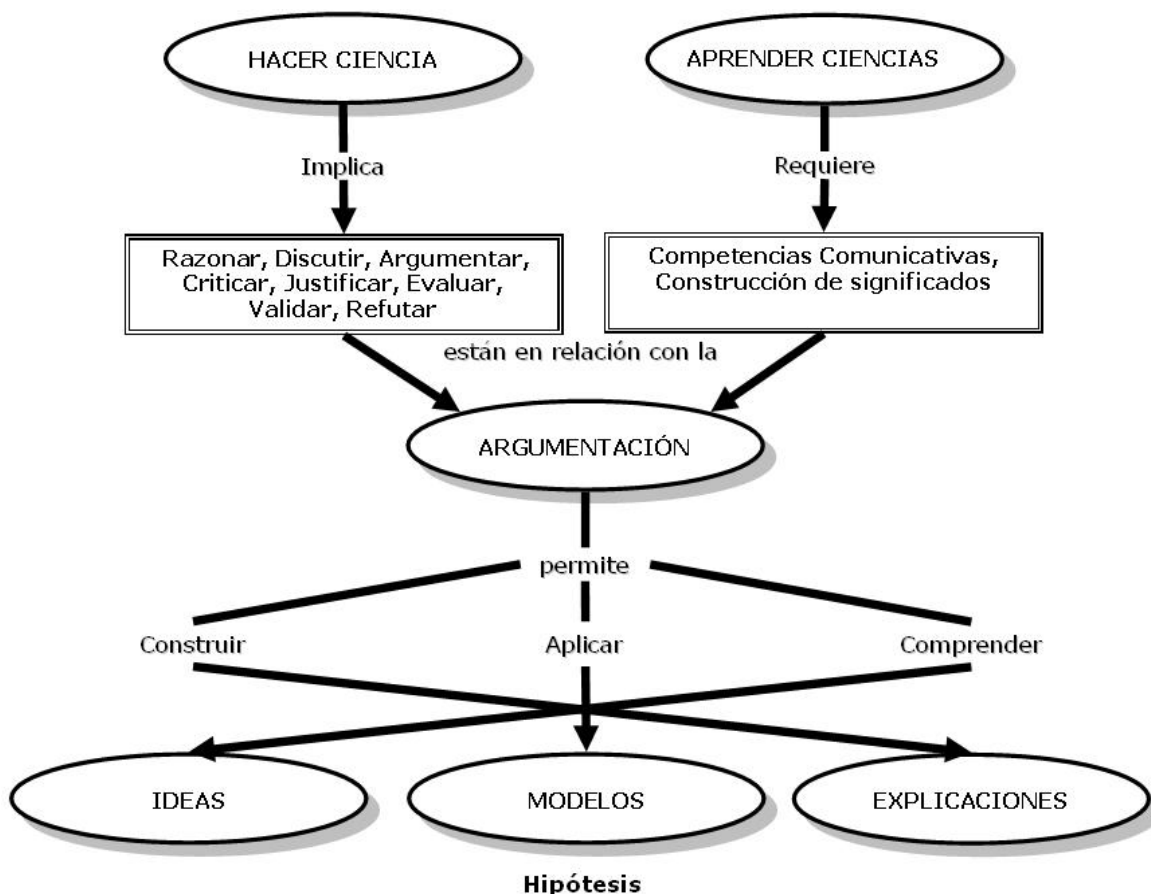 HACER CIENCIA
APRENDER CIENCIAS
Implica
Requiere
Razonar, Discutir, Argumentar,
Criticar, Justificar, Evaluar,
Validar, Refutar
Competencias Comunicativas,
Construcción de significados
están en relación con la
ARGUMENTACIÓN
permite
Construir
Aplicar
Comprender
IDEAS
MODELOS
EXPLICACIONES
Hipótesis